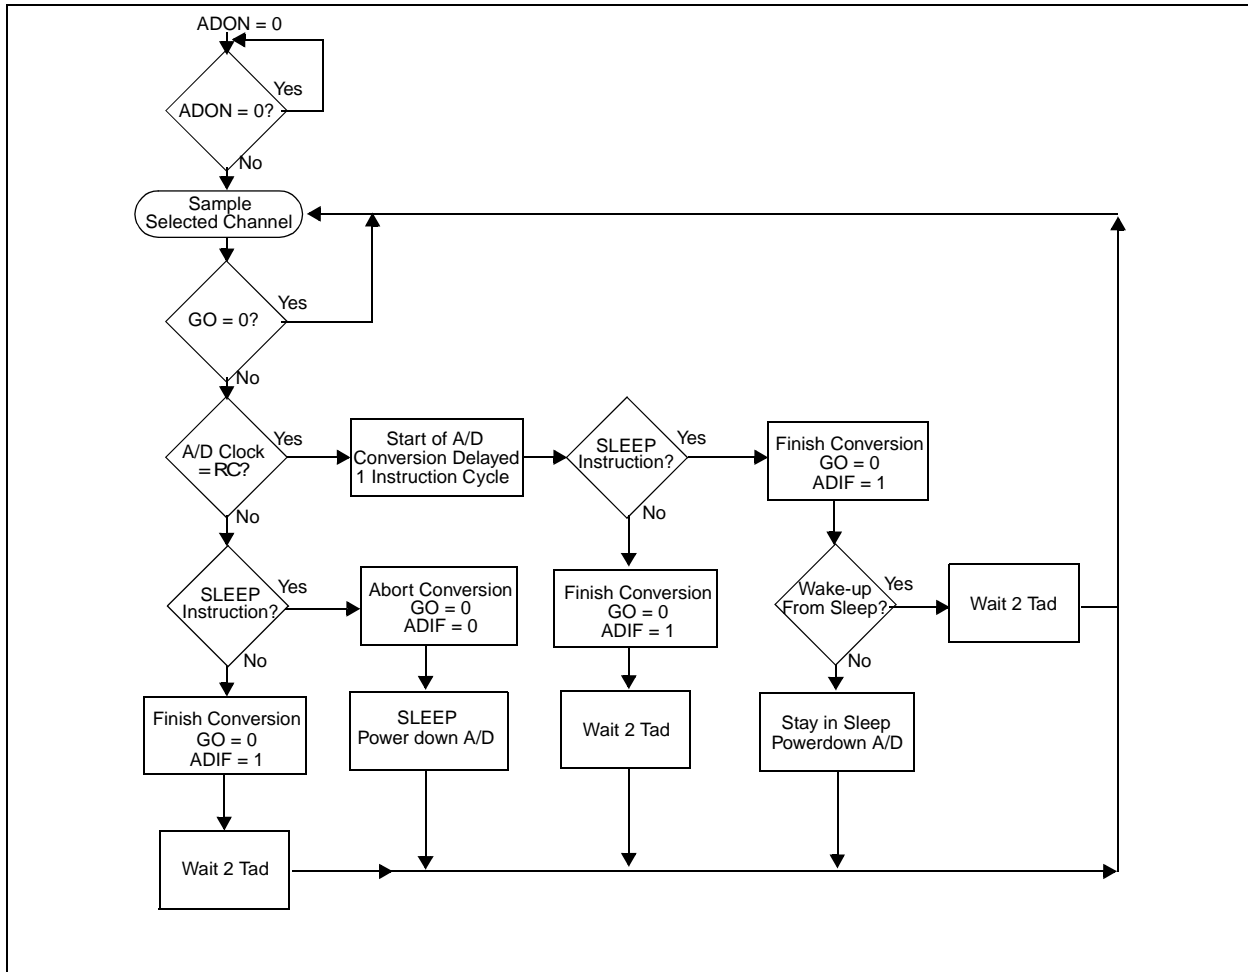 ADON = 0
Yes
ADON = 0?
No
Sample
Selected Channel
Yes
GO = 0?
No
A/D Clock
= RC?
Yes
Start of A/D
Conversion Delayed
1 Instruction Cycle
SLEEP
Instruction?
Yes
Finish Conversion
GO = 0
ADIF = 1
No
No
SLEEP
Instruction?
Yes
Abort Conversion
GO = 0
ADIF = 0
Finish Conversion
GO = 0
ADIF = 1
Wake-up
From Sleep?
Yes
Wait 2 Tad
No
No
Finish Conversion
GO = 0
ADIF = 1
SLEEP
Power down A/D
Wait 2 Tad
Stay in Sleep
Powerdown A/D
Wait 2 Tad